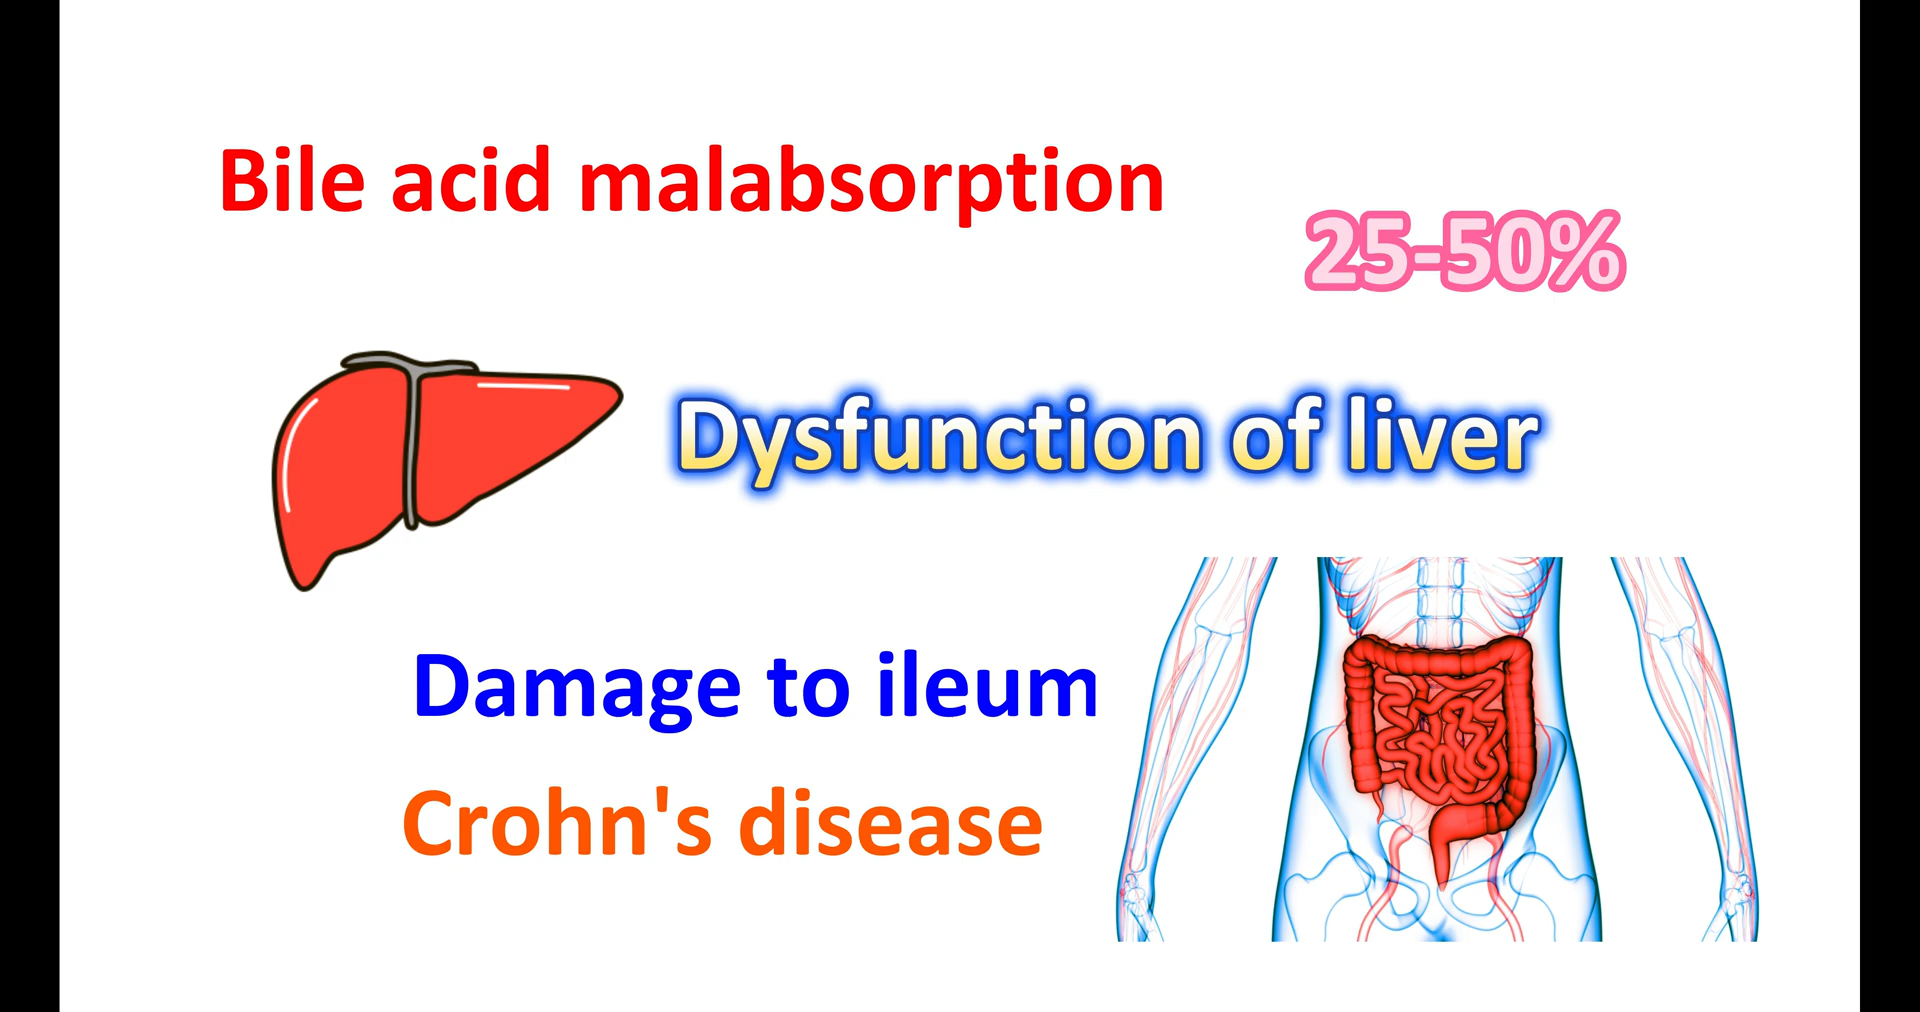 Bile acid malabsorption
25-50%
Dysfunction of liver
Damage to ileum
Crohn's disease